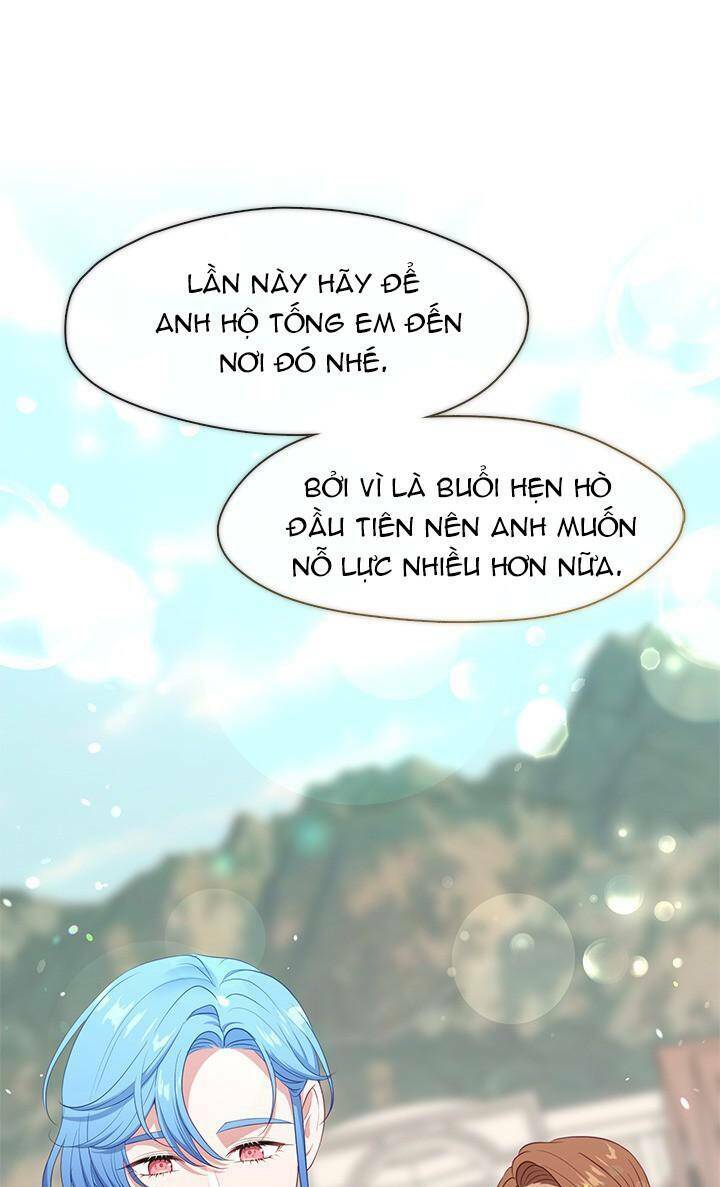 LẦN NÀY HÃY ĐỂ
ANH HỘ TỐNG EM ĐẾN
NƠI ĐÓ NHÉ.
BỞI VÌ LÀ BUỔI HẸN HÒ
ĐẦU TIÊN NÊN ANH MUỐN
NỖ LỰC NHIỀU HƠN NỮA.